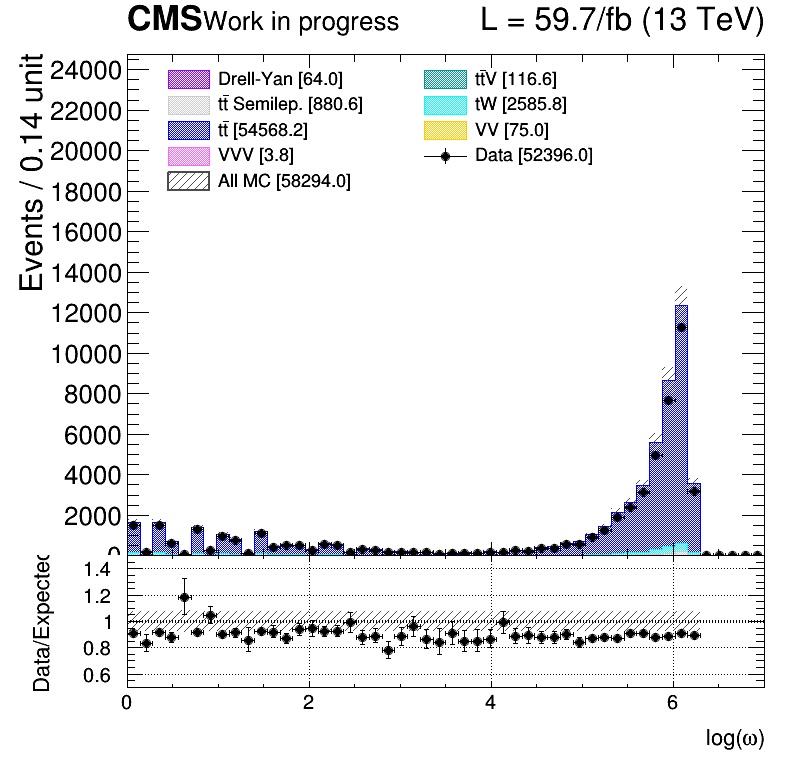 CMS Work in progress L = 59.7/fb (13 TeV)
Events / 0.14 unit
24000
22000
20000
18000
16000
14000
12000
10000
8000
6000
4000
2000
0
Drell-Yan [64.0]
tt̄ Semilep. [880.6]
tt̄ [54568.2]
VVV [3.8]
All MC [58294.0]
tt̄V [116.6]
tW [2585.8]
VV [75.0]
Data [52396.0]
Data/Expected
1.4
1.2
1
0.8
0.6
0 2 4 6
log(ω)